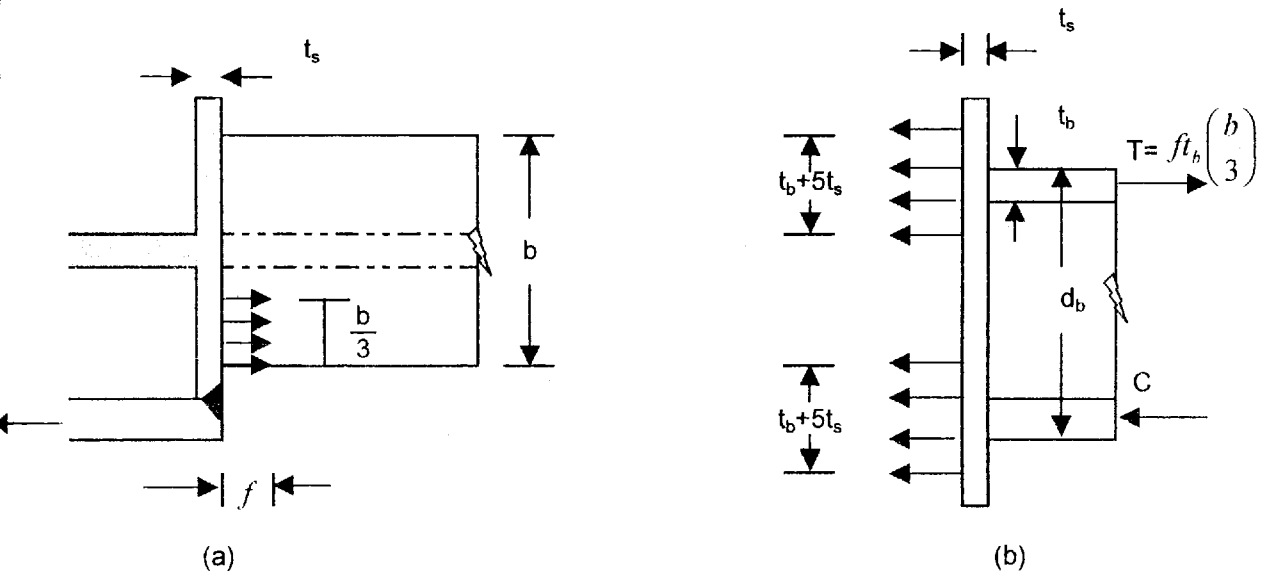 t_s
b
b/3
f
(a)
t_s
t_b
T= ft_b(b/3)
t_b+5t_s
d_b
C
t_b+5t_s
(b)